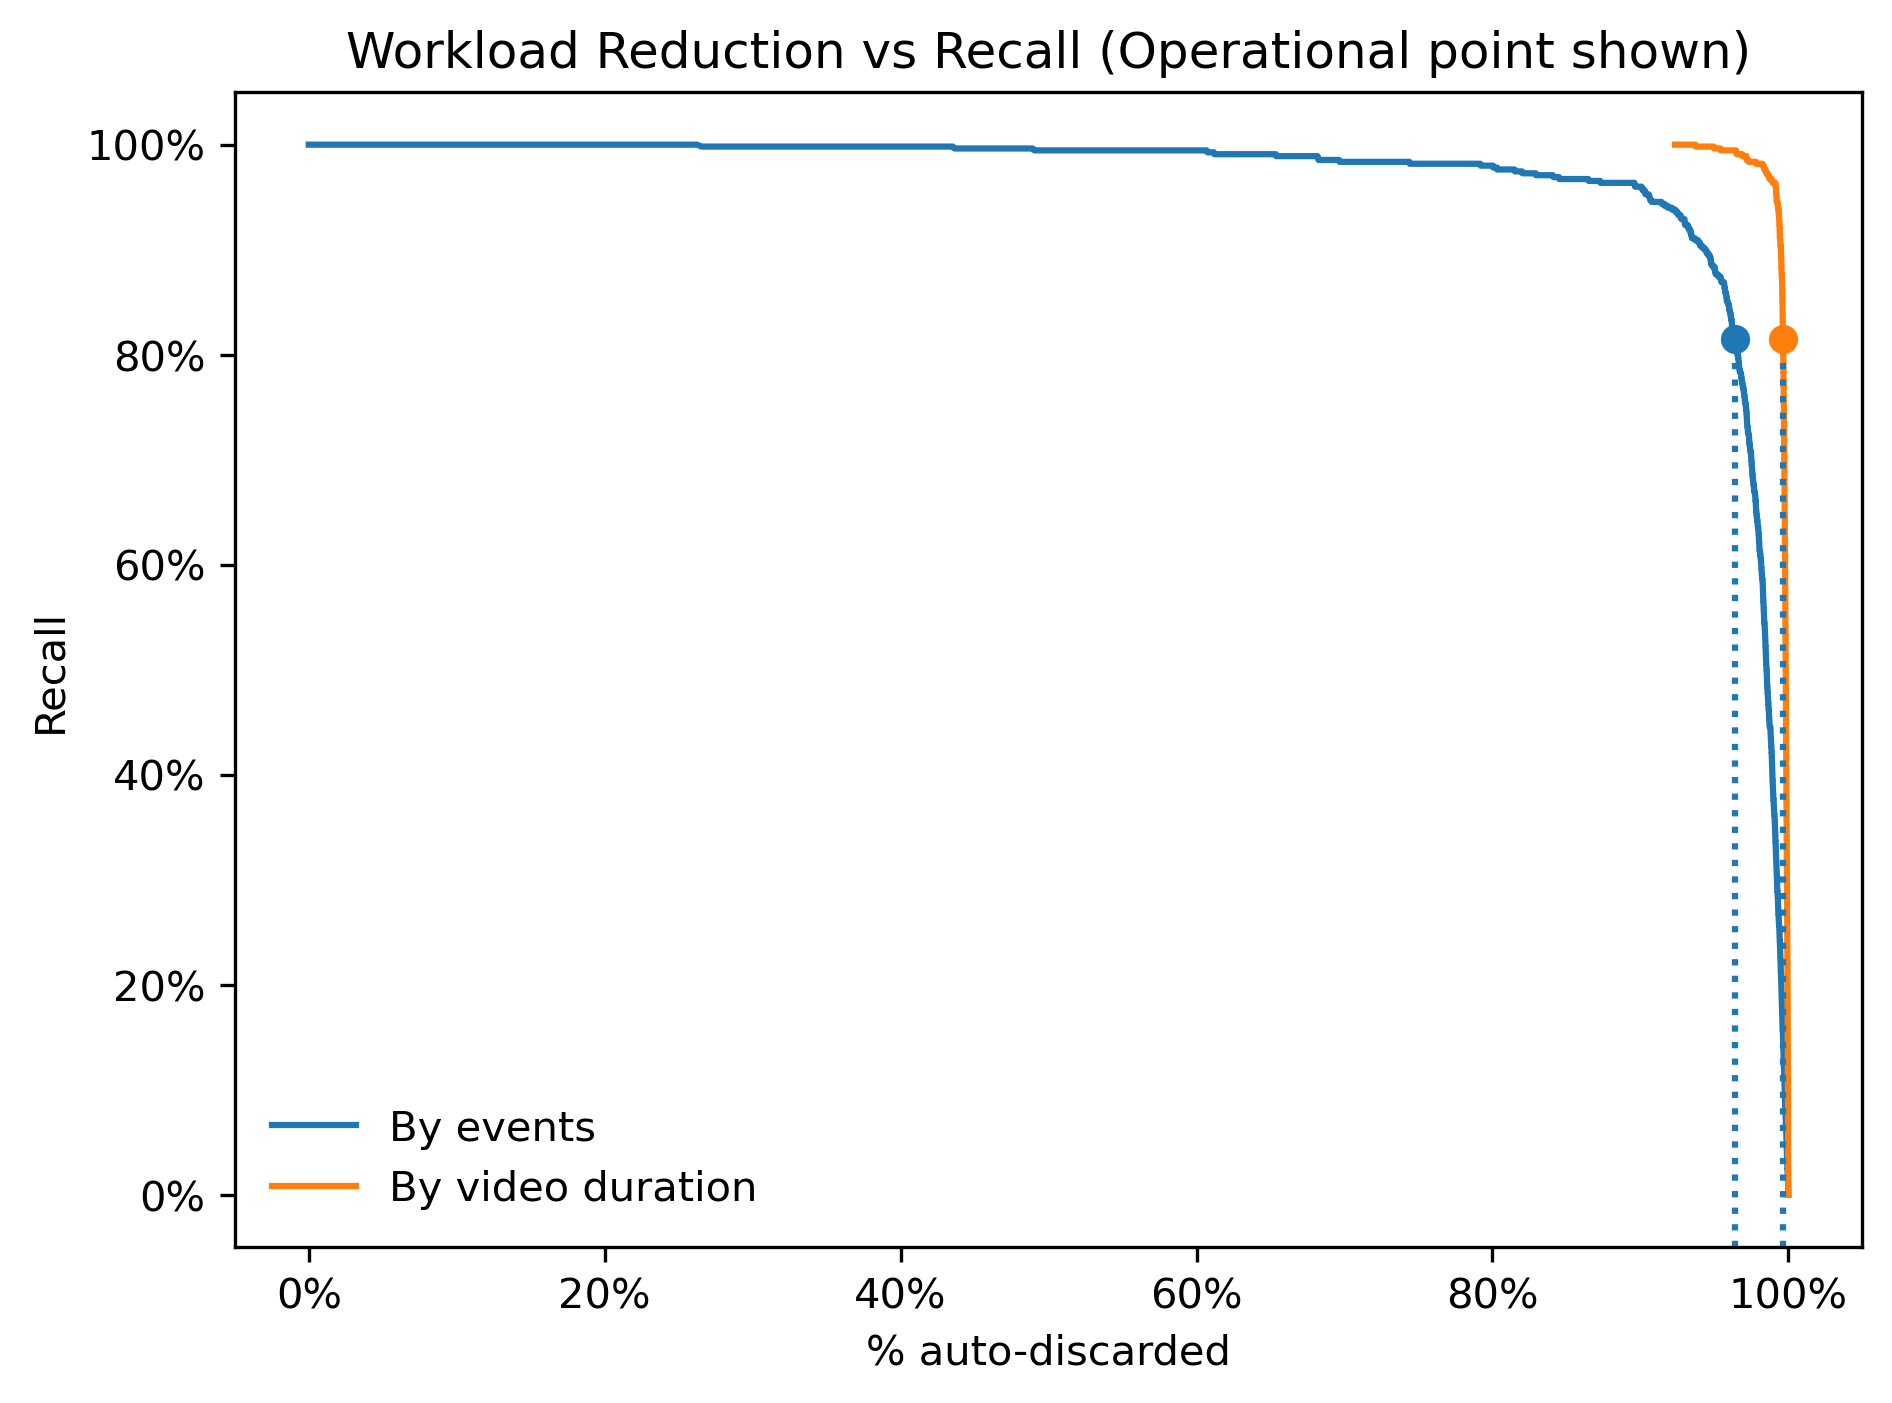 Workload Reduction vs Recall (Operational point shown)
100%
80%
60%
40%
20%
0%
Recall
By events
By video duration
0% 20% 40% 60% 80% 100%
% auto-discarded